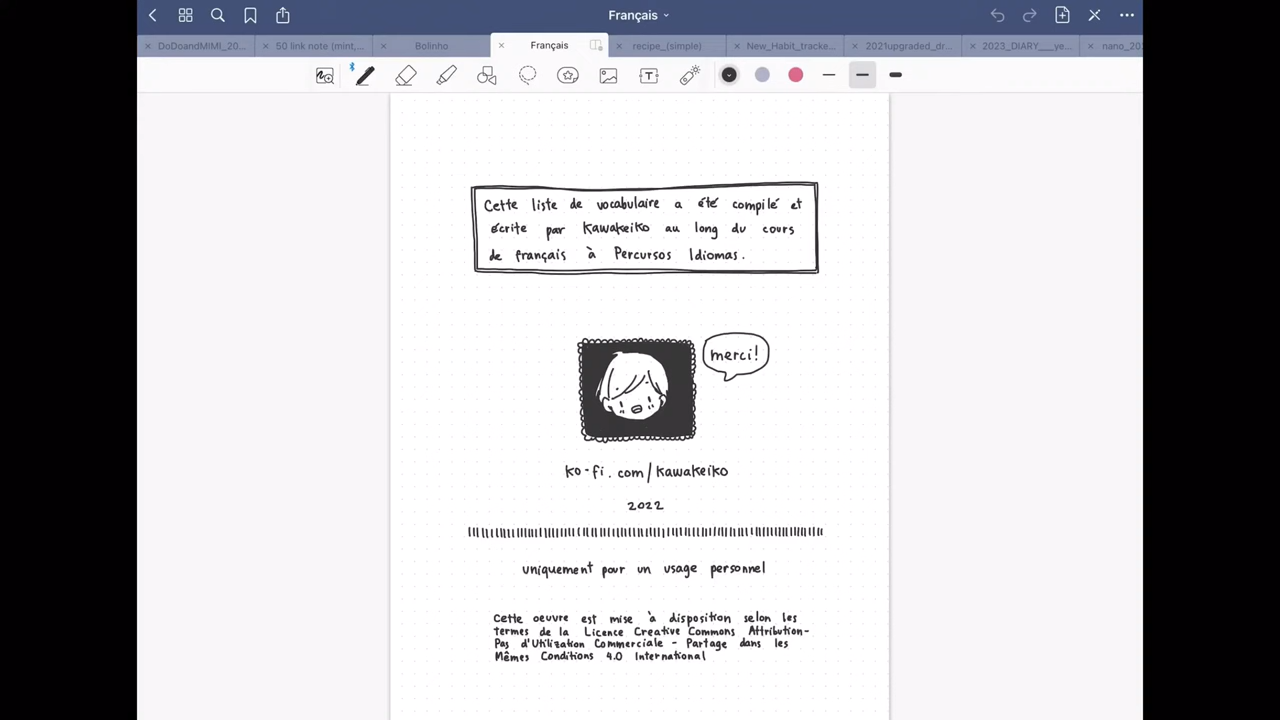 Français
DoDoandMIMI_20...
50 link note (mint,...
Bolinho
Français
recipe_(simple)
New_Habit_tracke...
2021upgraded_dr...
2023_DIARY___ye...
nano_202
T
Cette liste de vocabulaire a été compilé et
écrite par Kawakeiko au long du cours
de français à Percursos Idiomas.
merci!
ko-fi.com/kawakeiko
2022
uniquement pour un usage personnel
Cette oeuvre est mise à disposition selon les
termes de la Licence Creative Commons Attribution-
Pas d'Utilization Commerciale - Partage dans les
Mêmes Conditions 4.0 International